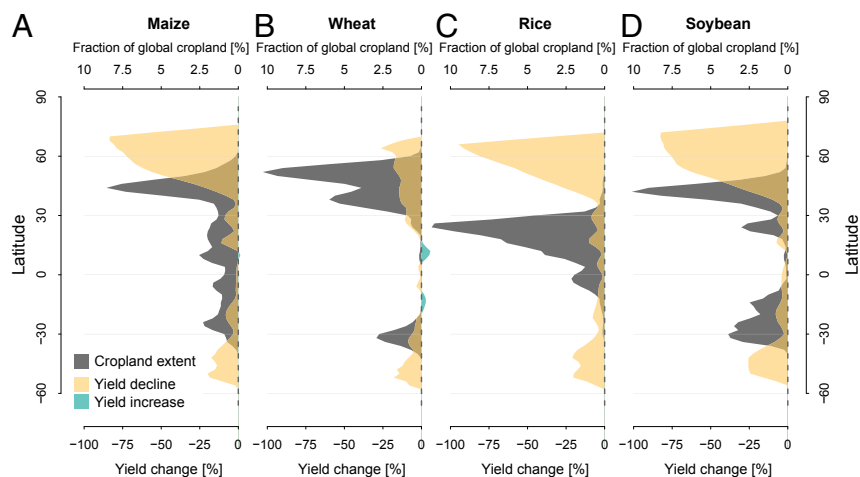 A Maize B Wheat C Rice D Soybean
Fraction of global cropland [%] Fraction of global cropland [%] Fraction of global cropland [%] Fraction of global cropland [%]
10 7.5 5 2.5 0 10 7.5 5 2.5 0 10 7.5 5 2.5 0 10 7.5 5 2.5 0
90 90
60 60
30 30
Latitude 0 0 Latitude
−30 −30
Cropland extent
Yield decline
−60 −60
Yield increase
−100 −75 −50 −25 0 −100 −75 −50 −25 0 −100 −75 −50 −25 0 −100 −75 −50 −25 0
Yield change [%] Yield change [%] Yield change [%] Yield change [%]